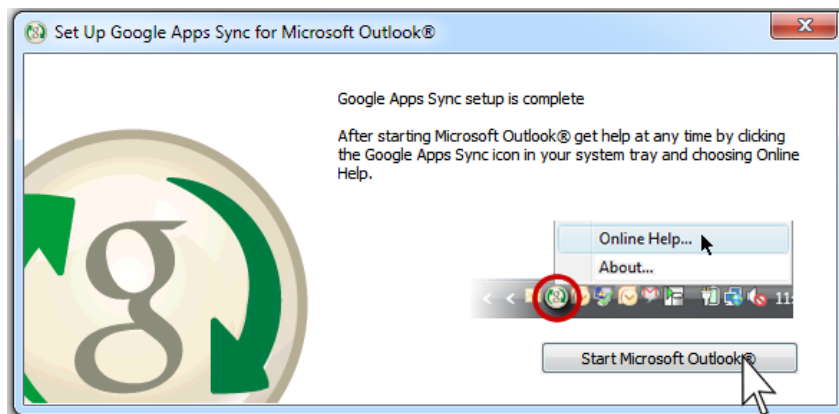 Set Up Google Apps Sync for Microsoft Outlook®
Google Apps Sync setup is complete
After starting Microsoft Outlook® get help at any time by clicking
the Google Apps Sync icon in your system tray and choosing Online
Help.
g
Online Help...
About...
11:
Start Microsoft Outlook®